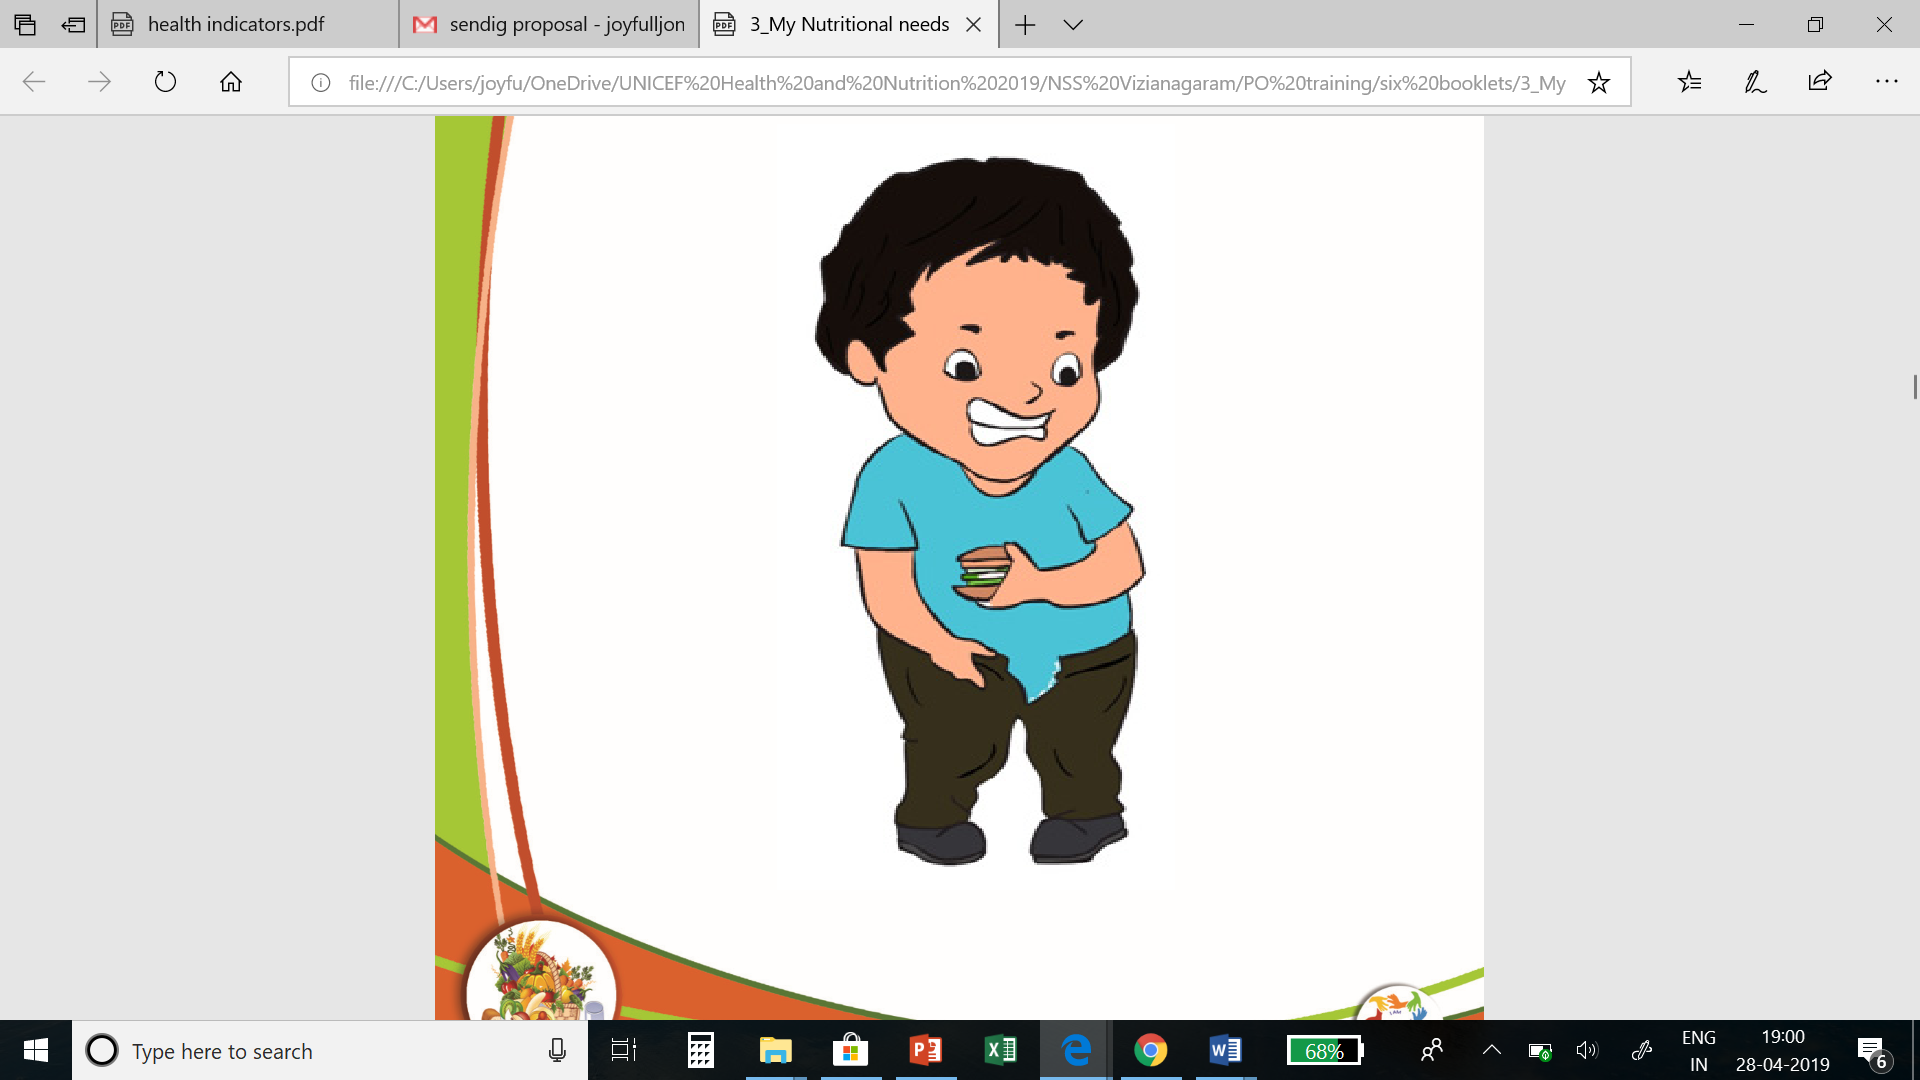 health indicators.pdf
sendig proposal - joyfulljon
3_My Nutritional needs
file:///C:/Users/joyfu/OneDrive/UNICEF%20Health%20and%20Nutrition%202019/NSS%20Vizianagaram/PO%20training/six%20booklets/3_My
Type here to search
68%
ENG
IN
19:00
28-04-2019
6